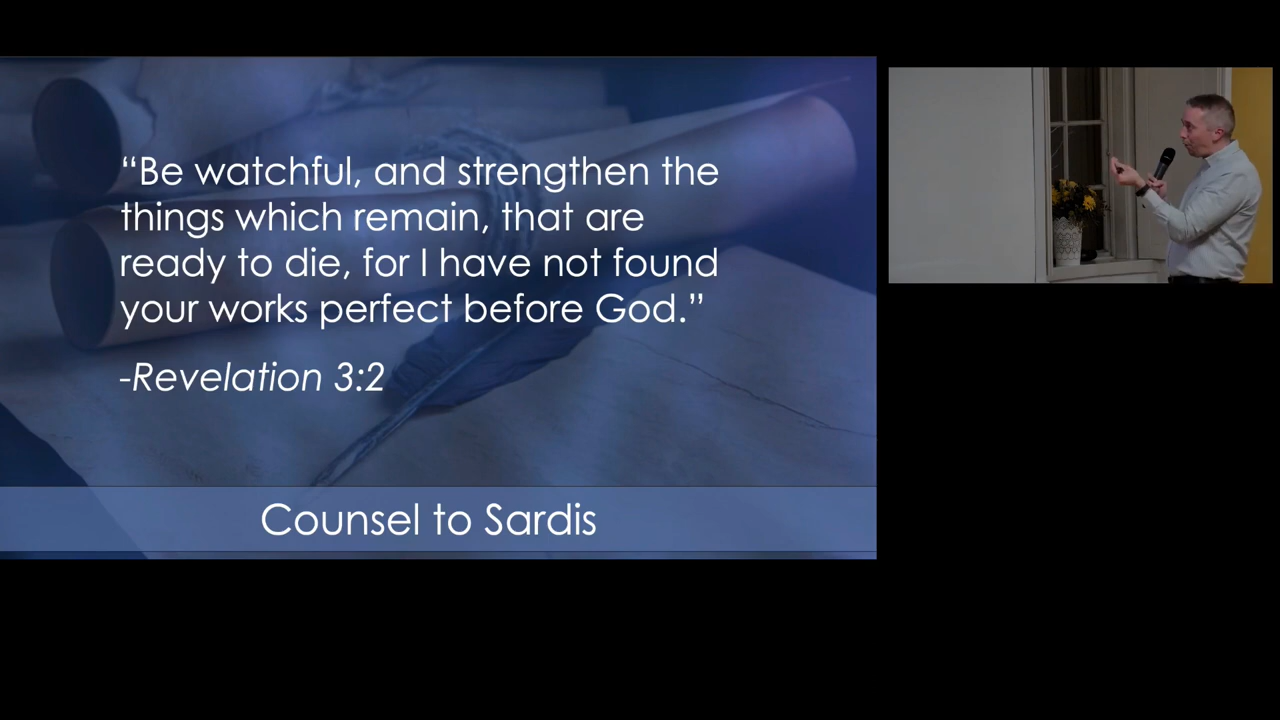 “Be watchful, and strengthen the
things which remain, that are
ready to die, for I have not found
your works perfect before God.”
-Revelation 3:2
Counsel to Sardis